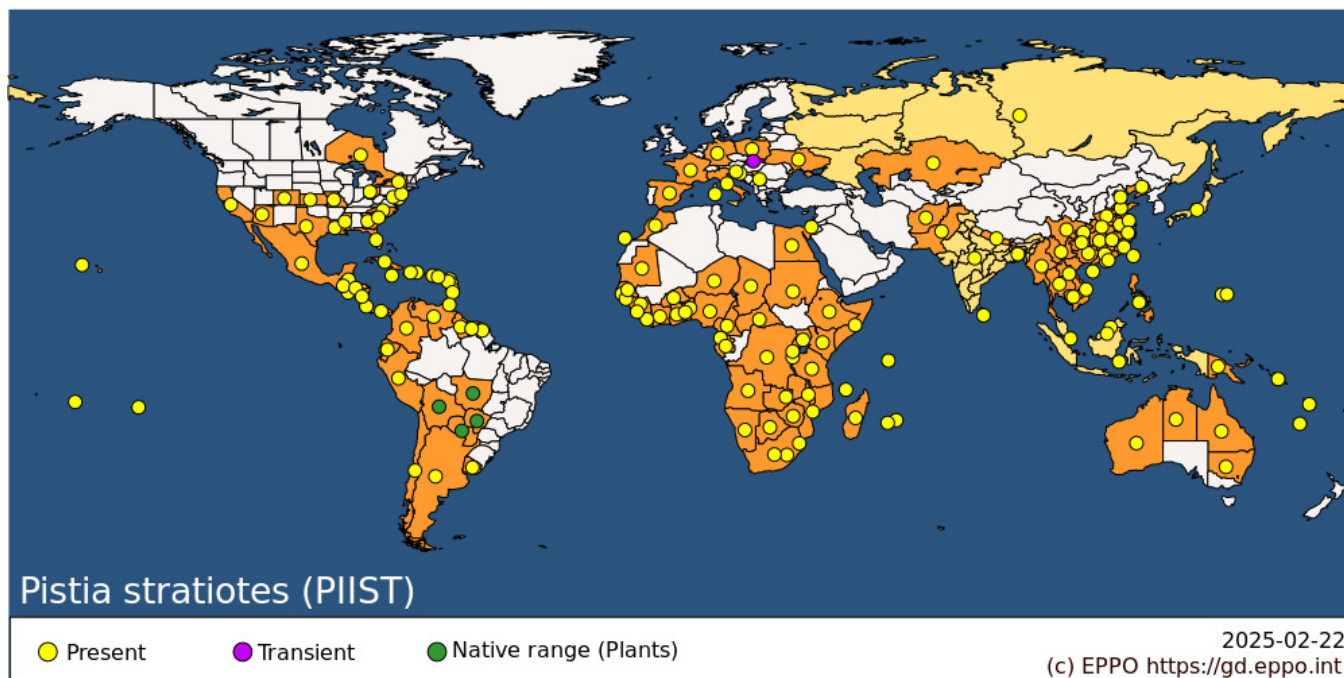 Pistia stratiotes (PIIST)
Present
Transient
Native range (Plants)
2025-02-22
(c) EPPO https://gd.eppo.int